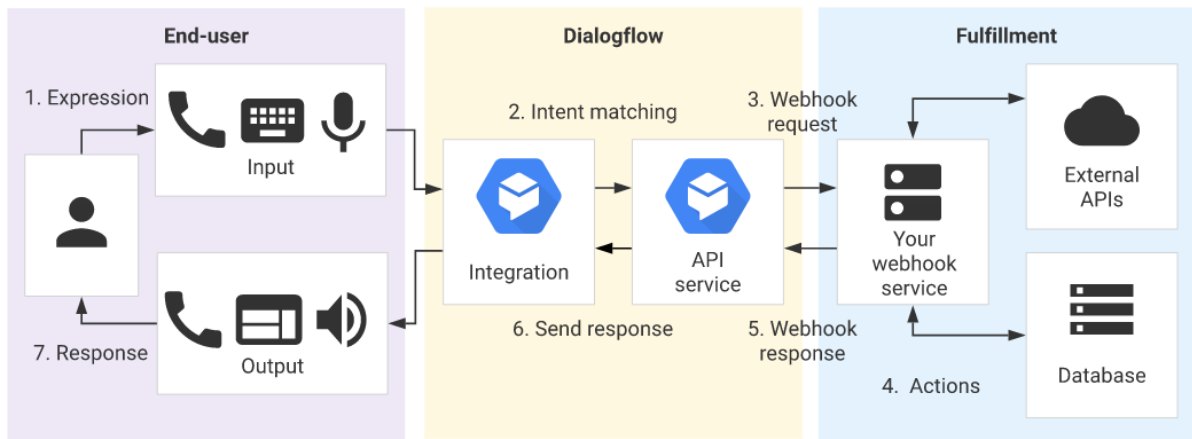 End-user
Dialogflow
Fulfillment
1. Expression
Input
2. Intent matching
3. Webhook
request
External
APIs
Integration
API
service
Your
webhook
service
7. Response
Output
6. Send response
5. Webhook
response
4. Actions
Database